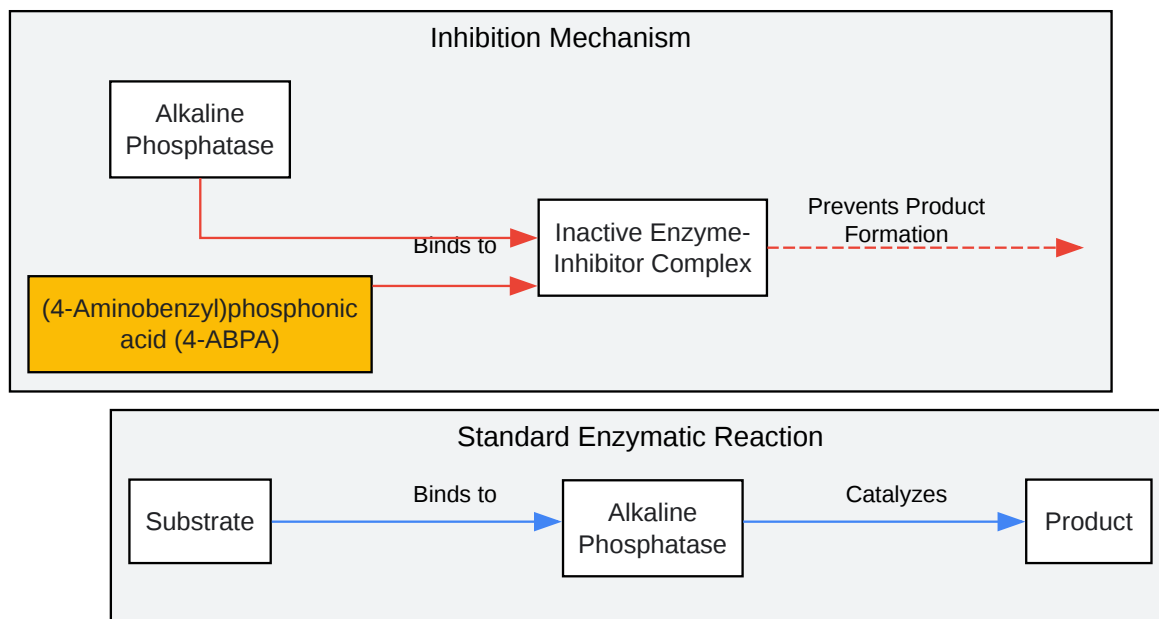 Inhibition Mechanism
Alkaline
Phosphatase
Binds to
(4-Aminobenzyl)phosphonic
acid (4-ABPA)
Inactive Enzyme-
Inhibitor Complex
Prevents Product
Formation
Standard Enzymatic Reaction
Substrate
Binds to
Alkaline
Phosphatase
Catalyzes
Product